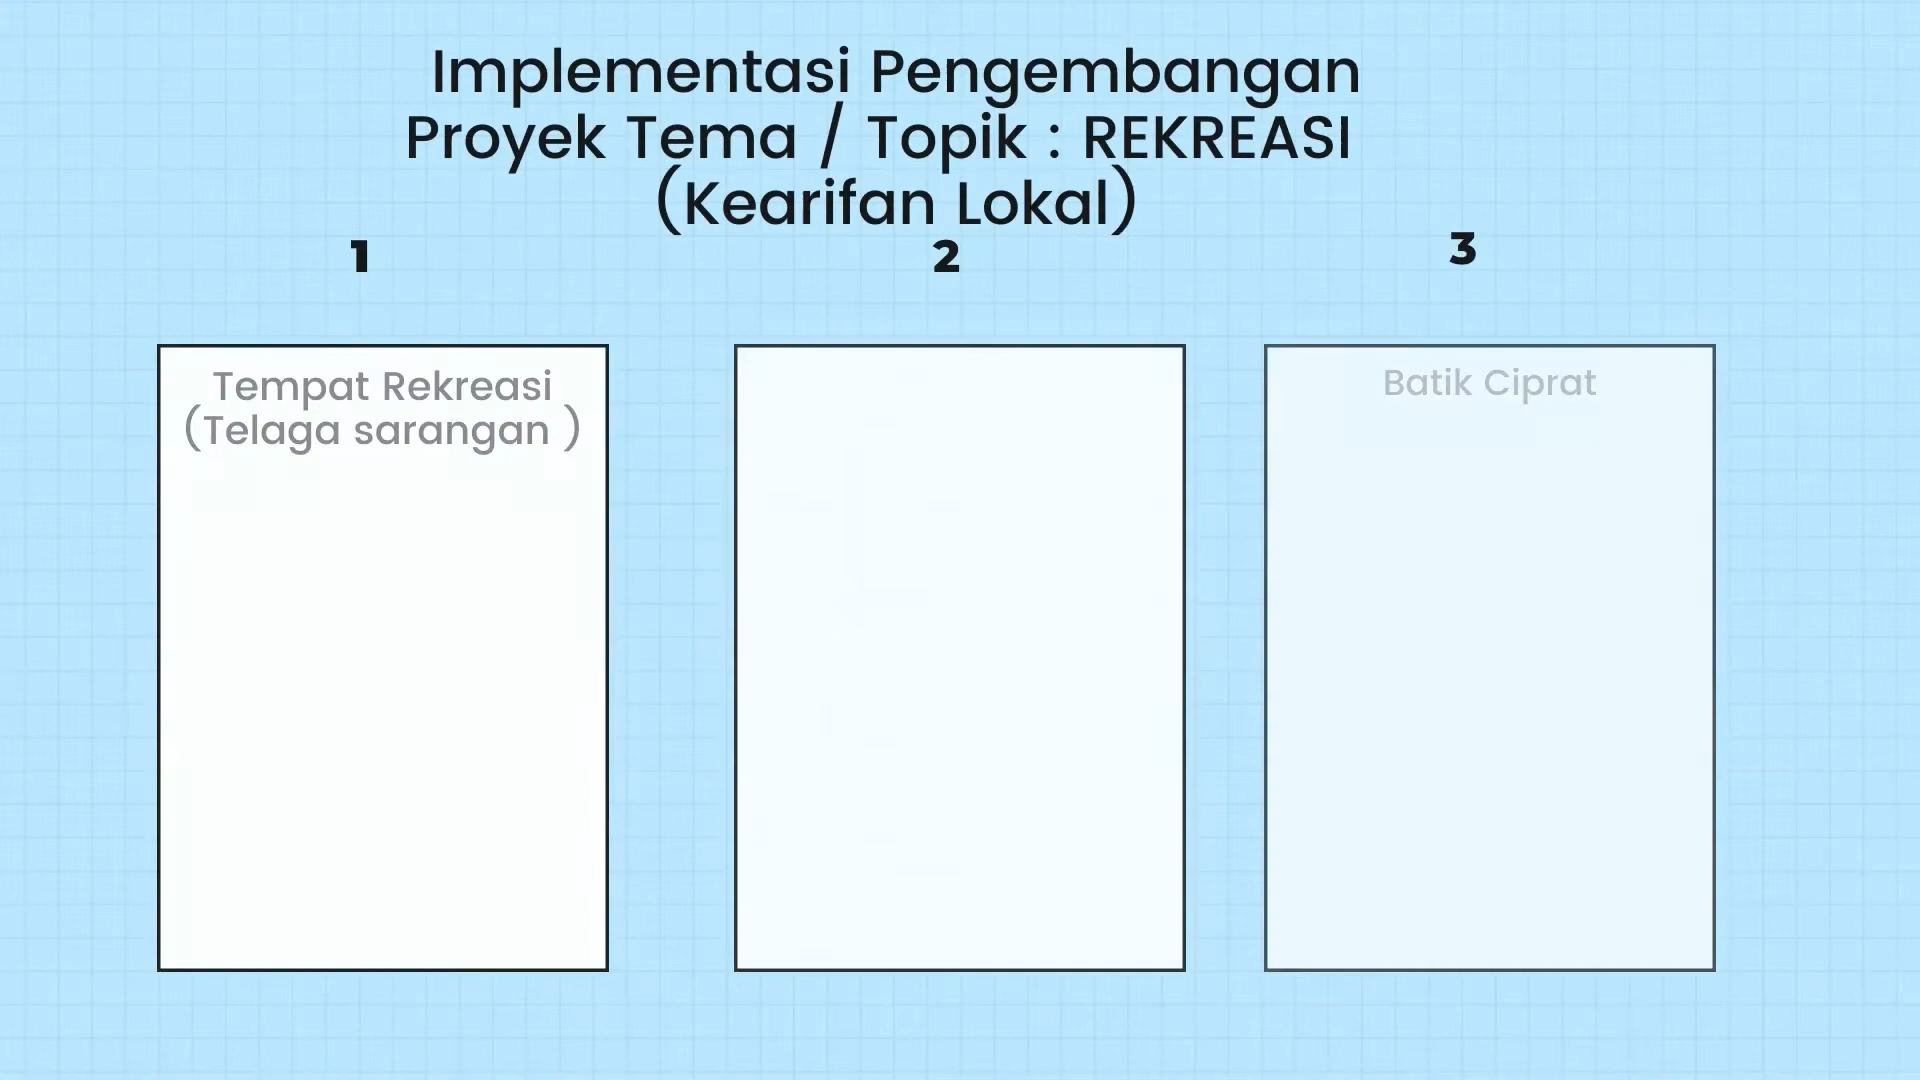 Implementasi Pengembangan
Proyek Tema / Topik : REKREASI
(Kearifan Lokal)
1
2
3
Tempat Rekreasi
(Telaga sarangan )
Batik Ciprat